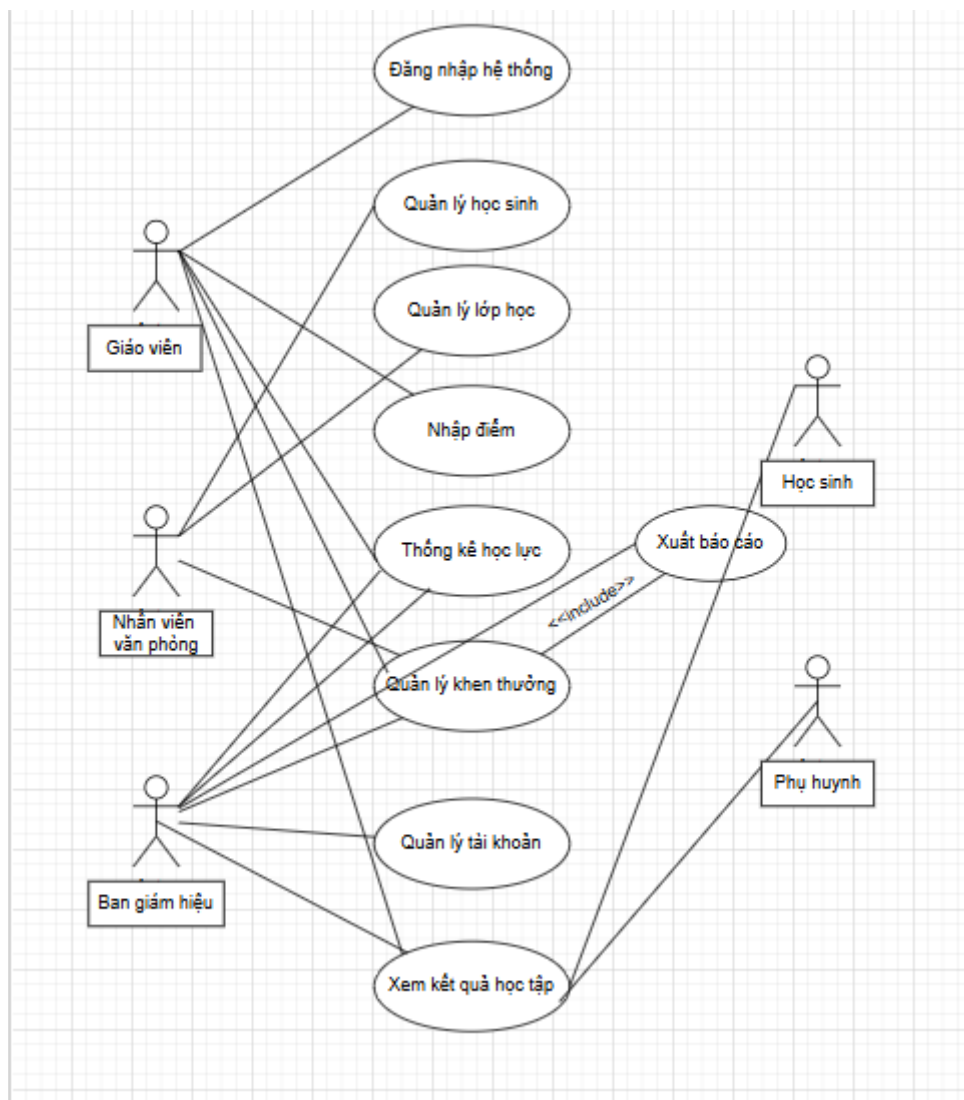 Đăng nhập hệ thống
Quản lý học sinh
Giáo viên
Quản lý lớp học
Nhập điểm
Học sinh
Thống kê học lực
Xuất báo cáo
<<include>>
Nhân viên
văn phòng
Quản lý khen thưởng
Phụ huynh
Quản lý tài khoản
Ban giám hiệu
Xem kết quả học tập